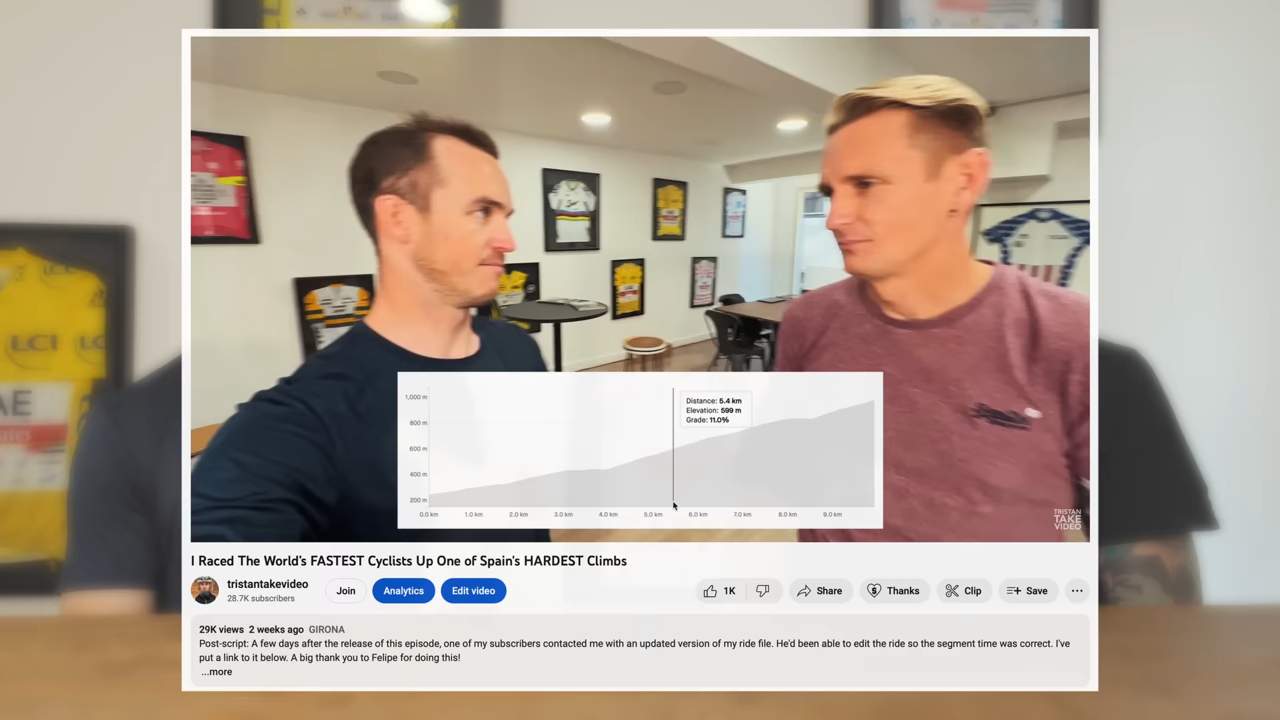 LCI
LC
AE
1,000 m
800 m
600 m
400 m
200 m
Distance: 5.4 km
Elevation: 599 m
Grade: 11.0%
0.0 km 1.0 km 2.0 km 3.0 km 4.0 km 5.0 km 6.0 km 7.0 km 8.0 km 9.0 km
TRISTAN
TAKE
VIDEO
I Raced The World's FASTEST Cyclists Up One of Spain's HARDEST Climbs
tristantakevideo
28.7K subscribers
Join
Analytics
Edit video
1K
Share
Thanks
Clip
Save
29K views 2 weeks ago GIRONA
Post-script: A few days after the release of this episode, one of my subscribers contacted me with an updated version of my ride file. He'd been able to edit the ride so the segment time was correct. I've
put a link to it below. A big thank you to Felipe for doing this!
...more